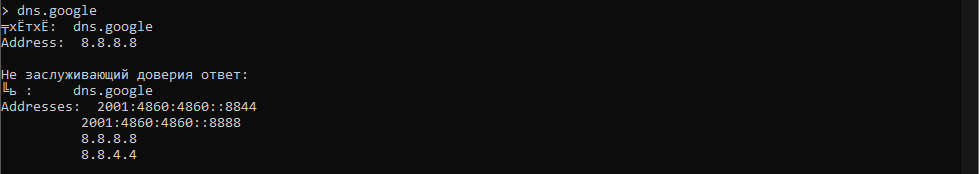 > dns.google
╤хЁтхЁ:  dns.google
Address:  8.8.8.8

Не заслуживающий доверия ответ:
╚ь :     dns.google
Addresses:  2001:4860:4860::8844
          2001:4860:4860::8888
          8.8.8.8
          8.8.4.4